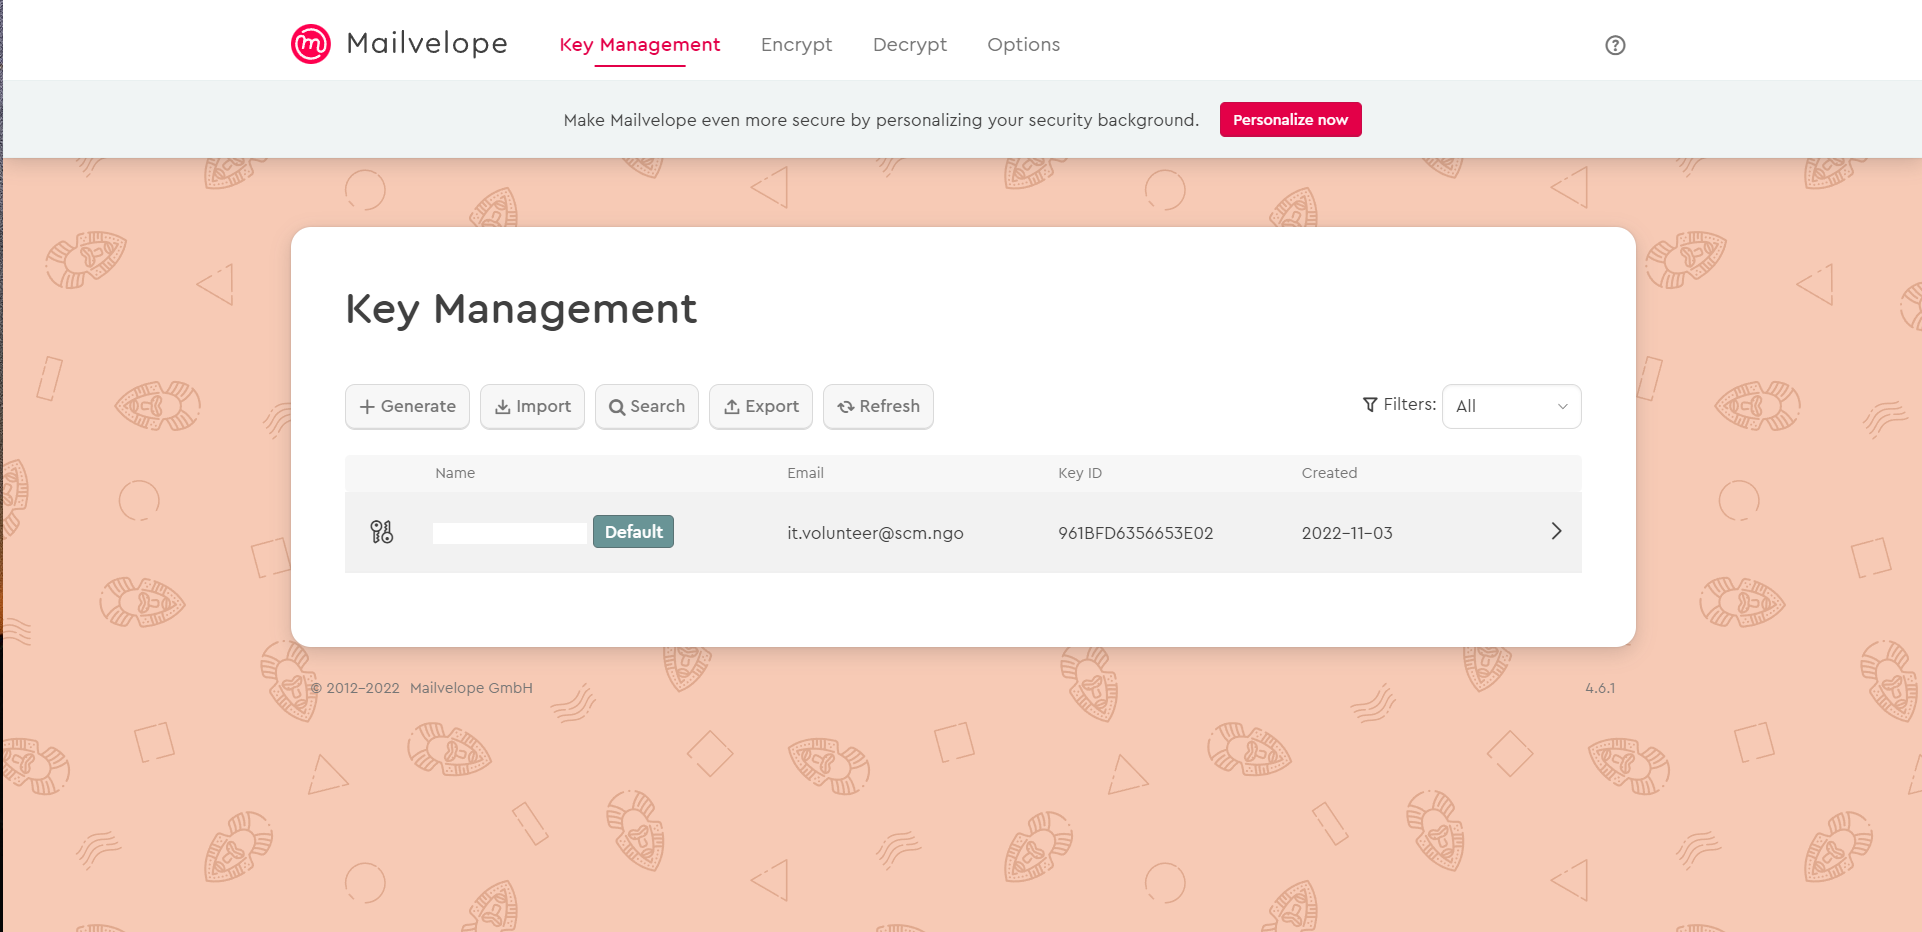 Mailvelope Key Management Encrypt Decrypt Options
Make Mailvelope even more secure by personalizing your security background. Personalize now
Key Management
Generate Import Search Export Refresh Filters: All
Name Email Key ID Created
Default it.volunteer@scm.ngo 961BFD6356653E02 2022-11-03
© 2012-2022 Mailvelope GmbH 4.6.1